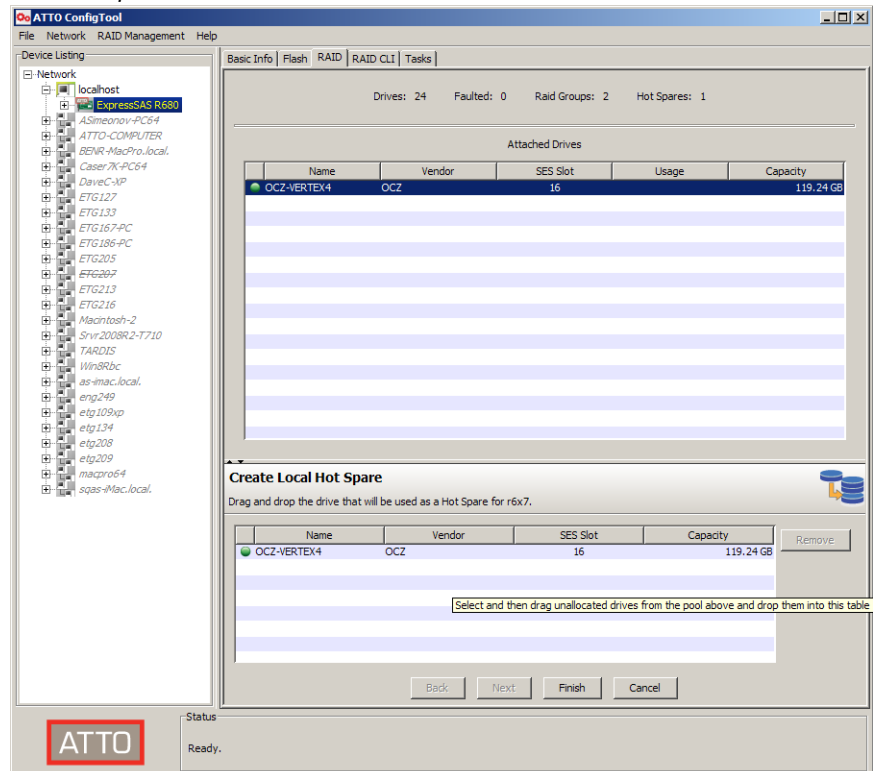 ATTO ConfigTool
File Network RAID Management Help
Device Listing
Network
localhost
ExpressSAS R680
ASimeonov-PC64
ATTO-COMPUTER
BENR-MacPro.local.
Caser7K-PC64
DaveC-XP
ETG127
ETG133
ETG167-PC
ETG186-PC
ETG205
ETG207
ETG213
ETG216
Macintosh-2
Srvr2008R2-T710
TARDIS
Win8Rbc
as-imac.local.
eng249
etg109xp
etg134
etg208
etg209
macpro64
sqas-iMac.local.
Basic Info Flash RAID RAID CLI Tasks
Drives: 24 Faulted: 0 Raid Groups: 2 Hot Spares: 1
Attached Drives
Name Vendor SES Slot Usage Capacity
OCZ-VERTEX4 OCZ 16 119.24 GB
Create Local Hot Spare
Drag and drop the drive that will be used as a Hot Spare for r6x7.
Name Vendor SES Slot Capacity
OCZ-VERTEX4 OCZ 16 119.24 GB
Remove
Select and then drag unallocated drives from the pool above and drop them into this table
Back Next Finish Cancel
ATTO
Status
Ready.